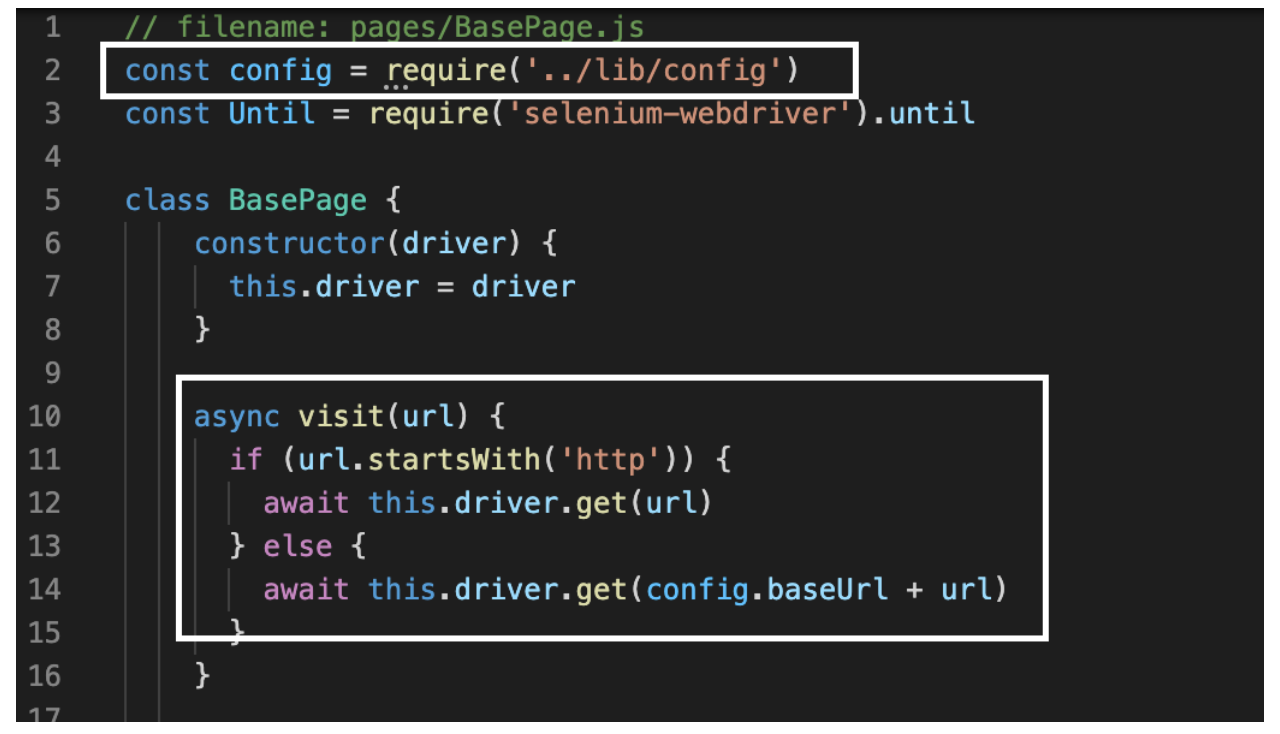 1 // filename: pages/BasePage.js
2 const config = require('../lib/config')
3 const Until = require('selenium-webdriver').until
4
5 class BasePage {
6 constructor(driver) {
7 this.driver = driver
8 }
9
10 async visit(url) {
11 if (url.startsWith('http')) {
12 await this.driver.get(url)
13 } else {
14 await this.driver.get(config.baseUrl + url)
15 }
16 }
17